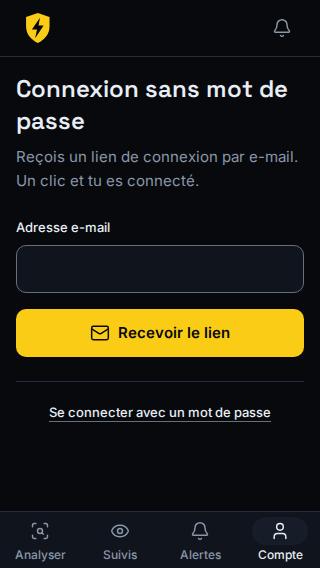 Connexion sans mot de
passe
Reçois un lien de connexion par e-mail.
Un clic et tu es connecté.
Adresse e-mail
Recevoir le lien
Se connecter avec un mot de passe
Analyser
Suivis
Alertes
Compte